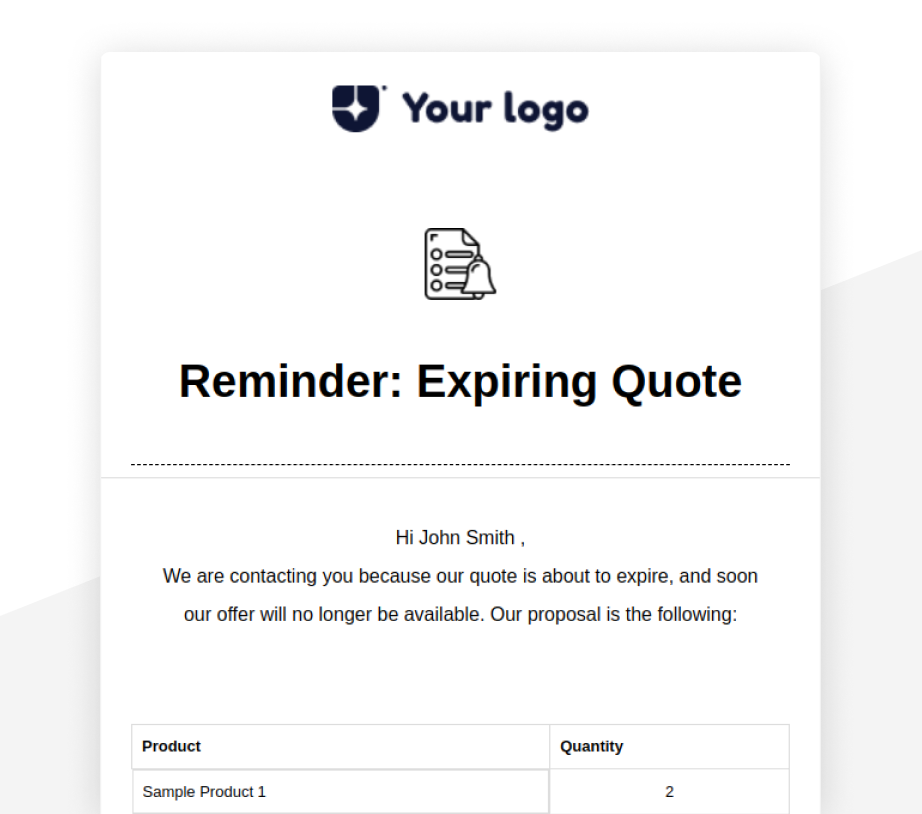 Your logo
Reminder: Expiring Quote
Hi John Smith ,
We are contacting you because our quote is about to expire, and soon
our offer will no longer be available. Our proposal is the following:
Product Quantity
Sample Product 1 2